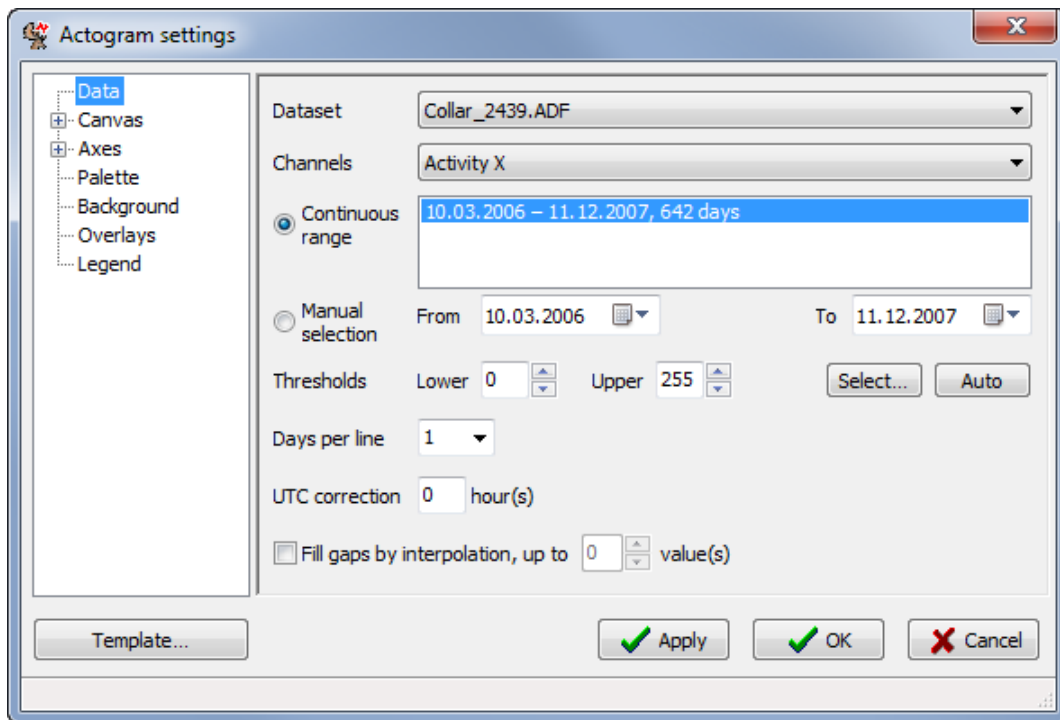 Actogram settings
Data
Canvas
Axes
Palette
Background
Overlays
Legend
Dataset Collar_2439.ADF
Channels Activity X
Continuous
range
10.03.2006 – 11.12.2007, 642 days
Manual
selection
From 10.03.2006 To 11.12.2007
Thresholds Lower 0 Upper 255 Select... Auto
Days per line 1
UTC correction 0 hour(s)
Fill gaps by interpolation, up to 0 value(s)
Template... Apply OK Cancel